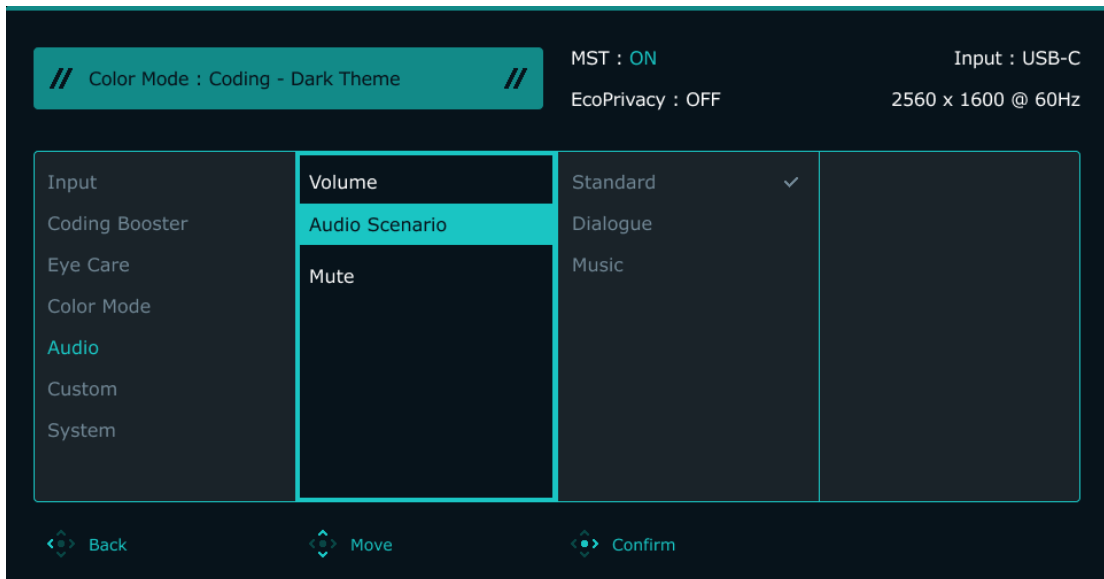 Color Mode : Coding - Dark Theme
MST : ON
Input : USB-C
EcoPrivacy : OFF
2560 x 1600 @ 60Hz
Input
Coding Booster
Eye Care
Color Mode
Audio
Custom
System
Volume
Audio Scenario
Mute
Standard
Dialogue
Music
Back
Move
Confirm